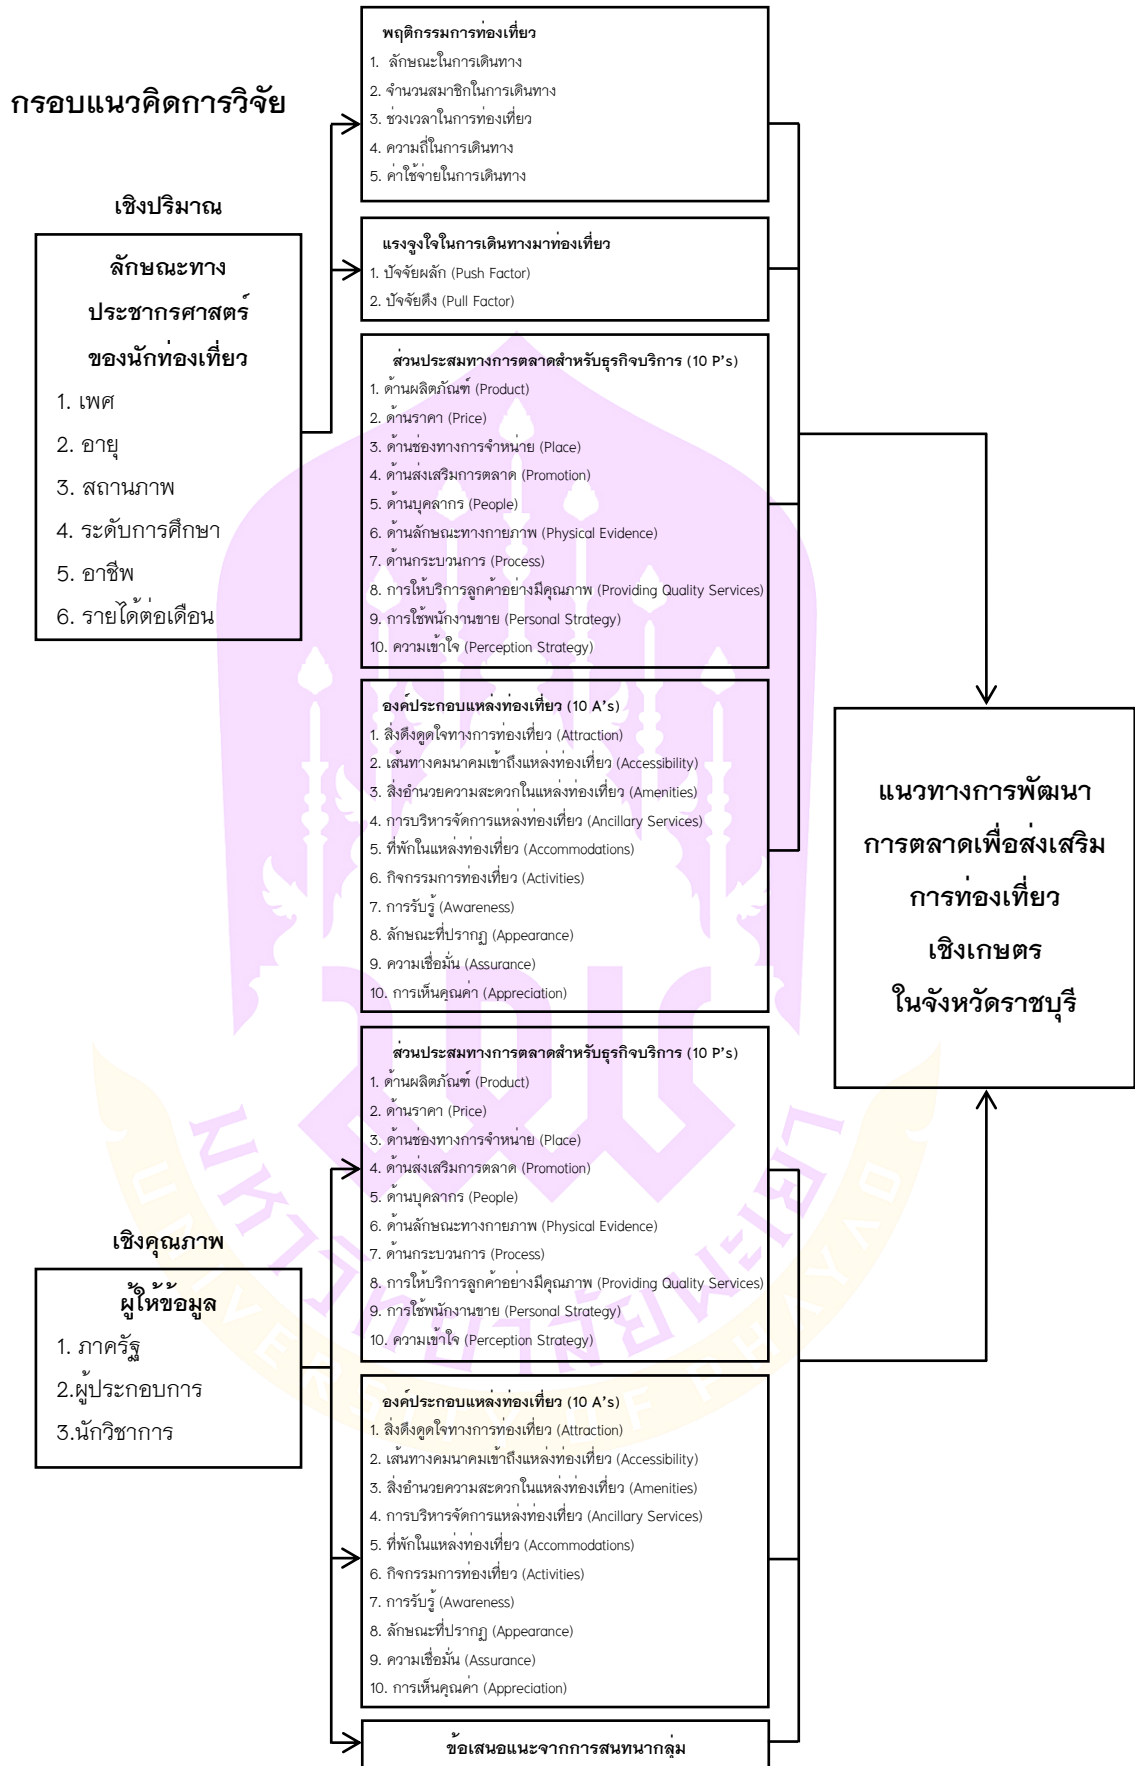 กรอบแนวคิดการวิจัย
เชิงปริมาณ
ลักษณะทาง
ประชากรศาสตร์
ของนักท่องเที่ยว
1. เพศ
2. อายุ
3. สถานภาพ
4. ระดับการศึกษา
5. อาชีพ
6. รายได้ต่อเดือน
พฤติกรรมการท่องเที่ยว
1. ลักษณะในการเดินทาง
2. จำนวนสมาชิกในการเดินทาง
3. ช่วงเวลาในการท่องเที่ยว
4. ความถี่ในการเดินทาง
5. ค่าใช้จ่ายในการเดินทาง
แรงจูงใจในการเดินทางมาท่องเที่ยว
1. ปัจจัยผลัก (Push Factor)
2. ปัจจัยดึง (Pull Factor)
ส่วนประสมทางการตลาดสำหรับธุรกิจบริการ (10 P's)
1. ด้านผลิตภัณฑ์ (Product)
2. ด้านราคา (Price)
3. ด้านช่องทางการจำหน่าย (Place)
4. ด้านส่งเสริมการตลาด (Promotion)
5. ด้านบุคลากร (People)
6. ด้านลักษณะทางกายภาพ (Physical Evidence)
7. ด้านกระบวนการ (Process)
8. การให้บริการลูกค้าอย่างมีคุณภาพ (Providing Quality Services)
9. การใช้พนักงานขาย (Personal Strategy)
10. ความเข้าใจ (Perception Strategy)
องค์ประกอบแหล่งท่องเที่ยว (10 A's)
1. สิ่งดึงดูดใจทางการท่องเที่ยว (Attraction)
2. เส้นทางคมนาคมเข้าถึงแหล่งท่องเที่ยว (Accessibility)
3. สิ่งอำนวยความสะดวกในแหล่งท่องเที่ยว (Amenities)
4. การบริหารจัดการแหล่งท่องเที่ยว (Ancillary Services)
5. ที่พักในแหล่งท่องเที่ยว (Accommodations)
6. กิจกรรมการท่องเที่ยว (Activities)
7. การรับรู้ (Awareness)
8. ลักษณะที่ปรากฏ (Appearance)
9. ความเชื่อมั่น (Assurance)
10. การเห็นคุณค่า (Appreciation)
เชิงคุณภาพ
ผู้ให้ข้อมูล
1. ภาครัฐ
2.ผู้ประกอบการ
3.นักวิชาการ
ส่วนประสมทางการตลาดสำหรับธุรกิจบริการ (10 P's)
1. ด้านผลิตภัณฑ์ (Product)
2. ด้านราคา (Price)
3. ด้านช่องทางการจำหน่าย (Place)
4. ด้านส่งเสริมการตลาด (Promotion)
5. ด้านบุคลากร (People)
6. ด้านลักษณะทางกายภาพ (Physical Evidence)
7. ด้านกระบวนการ (Process)
8. การให้บริการลูกค้าอย่างมีคุณภาพ (Providing Quality Services)
9. การใช้พนักงานขาย (Personal Strategy)
10. ความเข้าใจ (Perception Strategy)
องค์ประกอบแหล่งท่องเที่ยว (10 A's)
1. สิ่งดึงดูดใจทางการท่องเที่ยว (Attraction)
2. เส้นทางคมนาคมเข้าถึงแหล่งท่องเที่ยว (Accessibility)
3. สิ่งอำนวยความสะดวกในแหล่งท่องเที่ยว (Amenities)
4. การบริหารจัดการแหล่งท่องเที่ยว (Ancillary Services)
5. ที่พักในแหล่งท่องเที่ยว (Accommodations)
6. กิจกรรมการท่องเที่ยว (Activities)
7. การรับรู้ (Awareness)
8. ลักษณะที่ปรากฏ (Appearance)
9. ความเชื่อมั่น (Assurance)
10. การเห็นคุณค่า (Appreciation)
ข้อเสนอแนะจากการสนทนากลุ่ม
แนวทางการพัฒนา
การตลาดเพื่อส่งเสริม
การท่องเที่ยว
เชิงเกษตร
ในจังหวัดราชบุรี
มหาวิทยาลัยพะเยา
UNIVERSITY OF PHAYAO